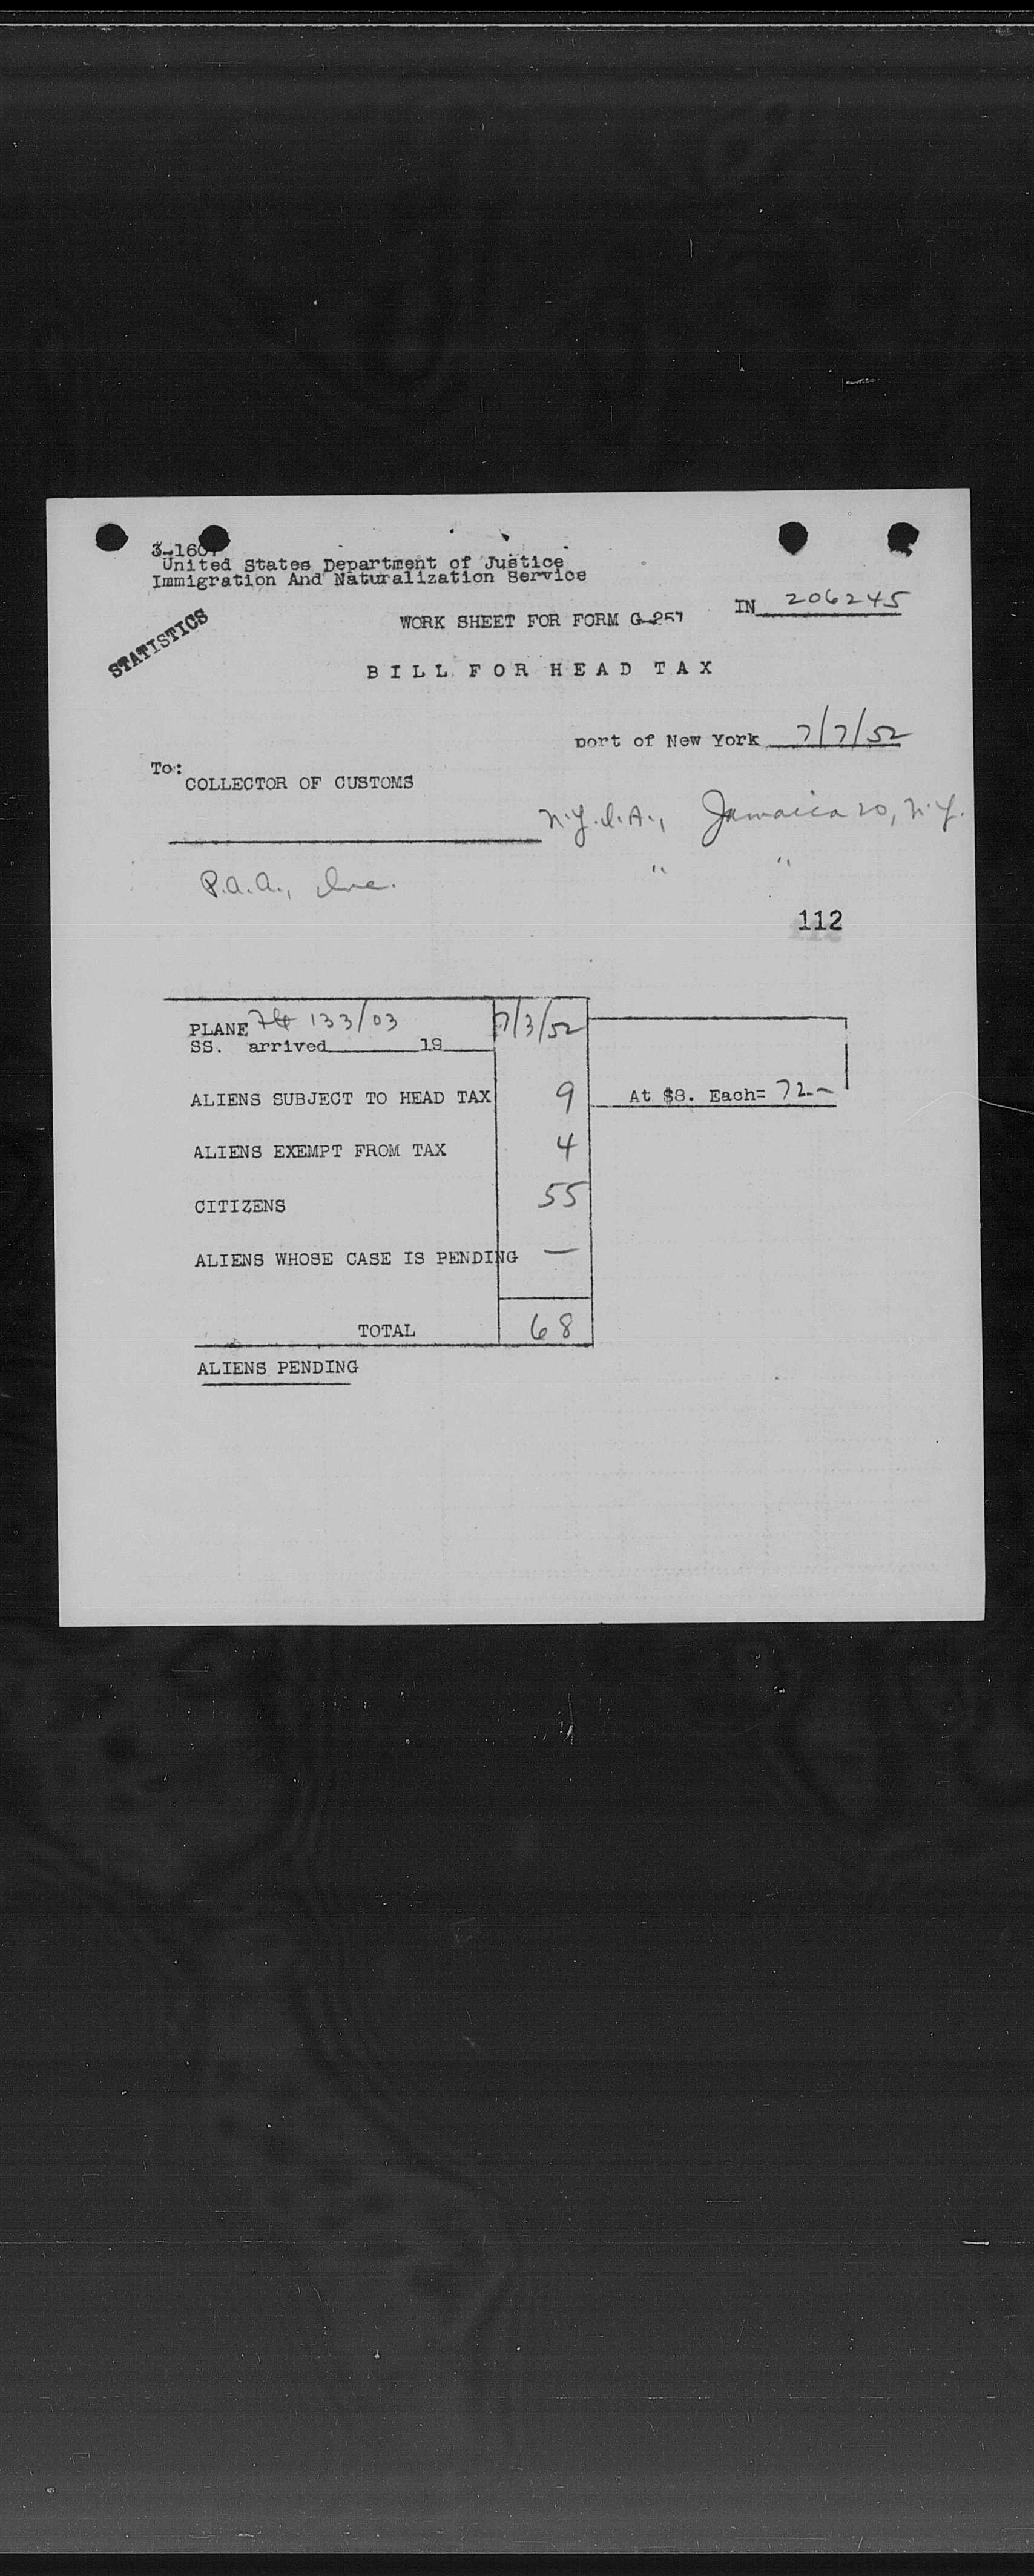 3-160
United States Department of Justice
Immigration And Naturalization Service
STATISTICS
IN 206245
WORK SHEET FOR FORM G-257
BILL FOR HEAD TAX
port of New York 7/7/52
To:
COLLECTOR OF CUSTOMS
N.Y.I.A., Jamaica 20, N.Y.
P.A.A., Inc. " "
112
PLANE 133/03 7/3/52
SS. arrived 19
ALIENS SUBJECT TO HEAD TAX 9 At $8. Each= 72.-
ALIENS EXEMPT FROM TAX 4
CITIZENS 55
ALIENS WHOSE CASE IS PENDING —
TOTAL 68
ALIENS PENDING